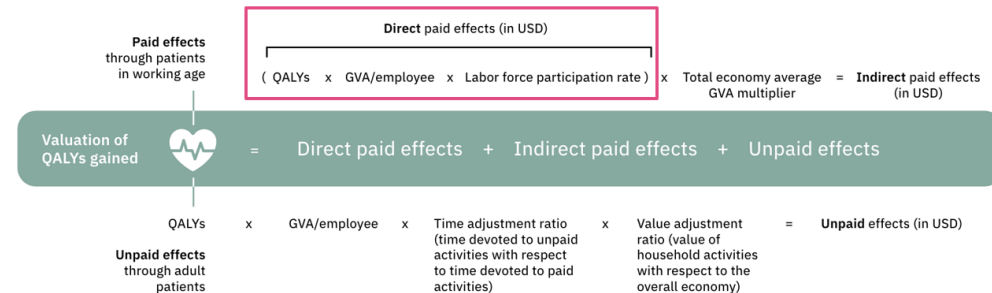 Direct paid effects (in USD)
Paid effects
through patients
in working age
( QALYs x GVA/employee x Labor force participation rate ) x Total economy average
GVA multiplier
= Indirect paid effects
(in USD)
Valuation of
QALYs gained
= Direct paid effects + Indirect paid effects + Unpaid effects
QALYs x GVA/employee x Time adjustment ratio
(time devoted to unpaid
activities with respect
to time devoted to paid
activities)
x Value adjustment
ratio (value of
household activities
with respect to the
overall economy)
= Unpaid effects (in USD)
Unpaid effects
through adult
patients